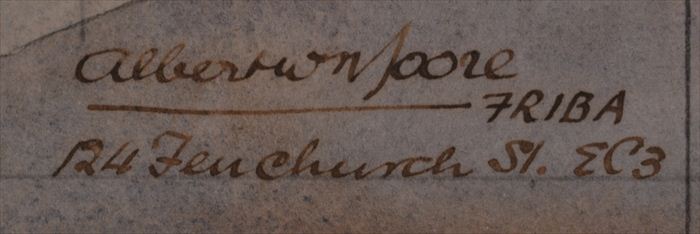 Albert W Moore
FRIBA
124 Fenchurch St. EC3